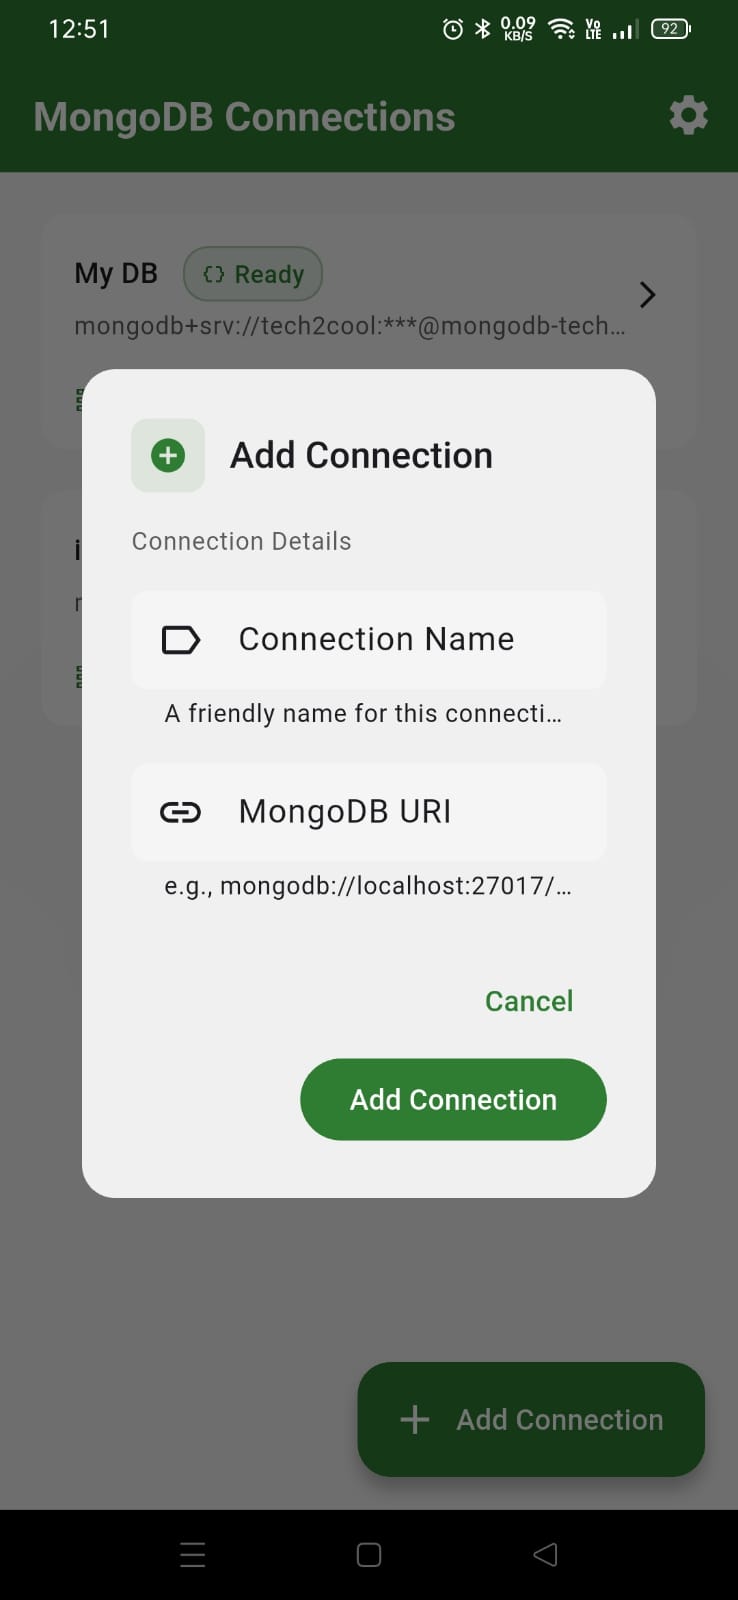 12:51
0.09 KB/S
Vo LTE
92
MongoDB Connections
My DB
{} Ready
mongodb+srv://tech2cool:***@mongodb-tech...
Add Connection
Connection Details
Connection Name
A friendly name for this connecti...
MongoDB URI
e.g., mongodb://localhost:27017/...
Cancel
Add Connection
+ Add Connection